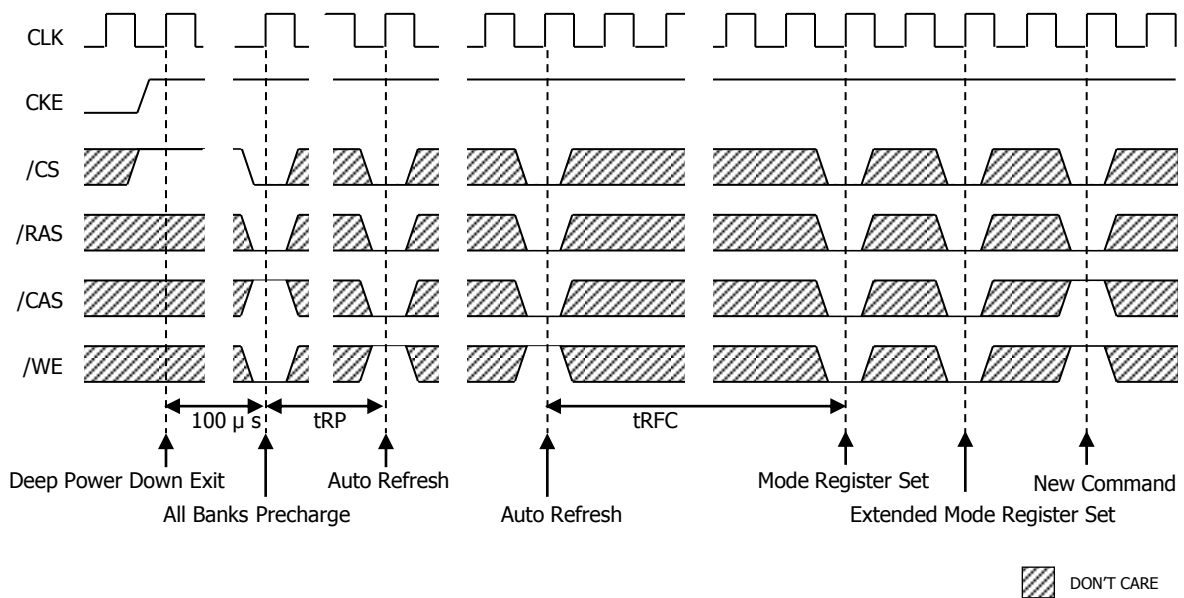 CLK
CKE
/CS
/RAS
/CAS
/WE
100 μ s
tRP
tRFC
Deep Power Down Exit
Auto Refresh
Mode Register Set
New Command
All Banks Precharge
Auto Refresh
Extended Mode Register Set
DON'T CARE